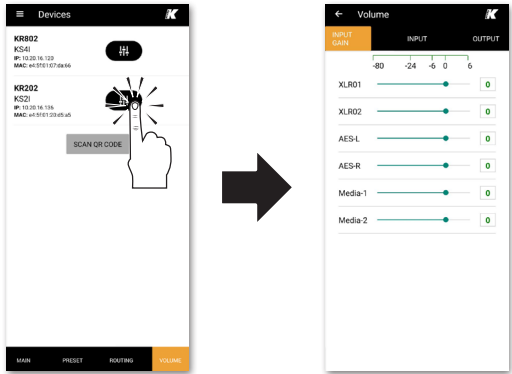 Devices
K
KR802
KS4I
IP: 10.20.16.120
MAC: e4:5f:01:07:da:66
KR202
KS2I
IP: 10.20.16.136
MAC: e4:5f:01:20:d5:a5
SCAN QR CODE
MAIN PRESET ROUTING VOLUME
Volume
K
INPUT GAIN INPUT OUTPUT
-80 -24 -6 0 6
XLR01 0
XLR02 0
AES-L 0
AES-R 0
Media-1 0
Media-2 0